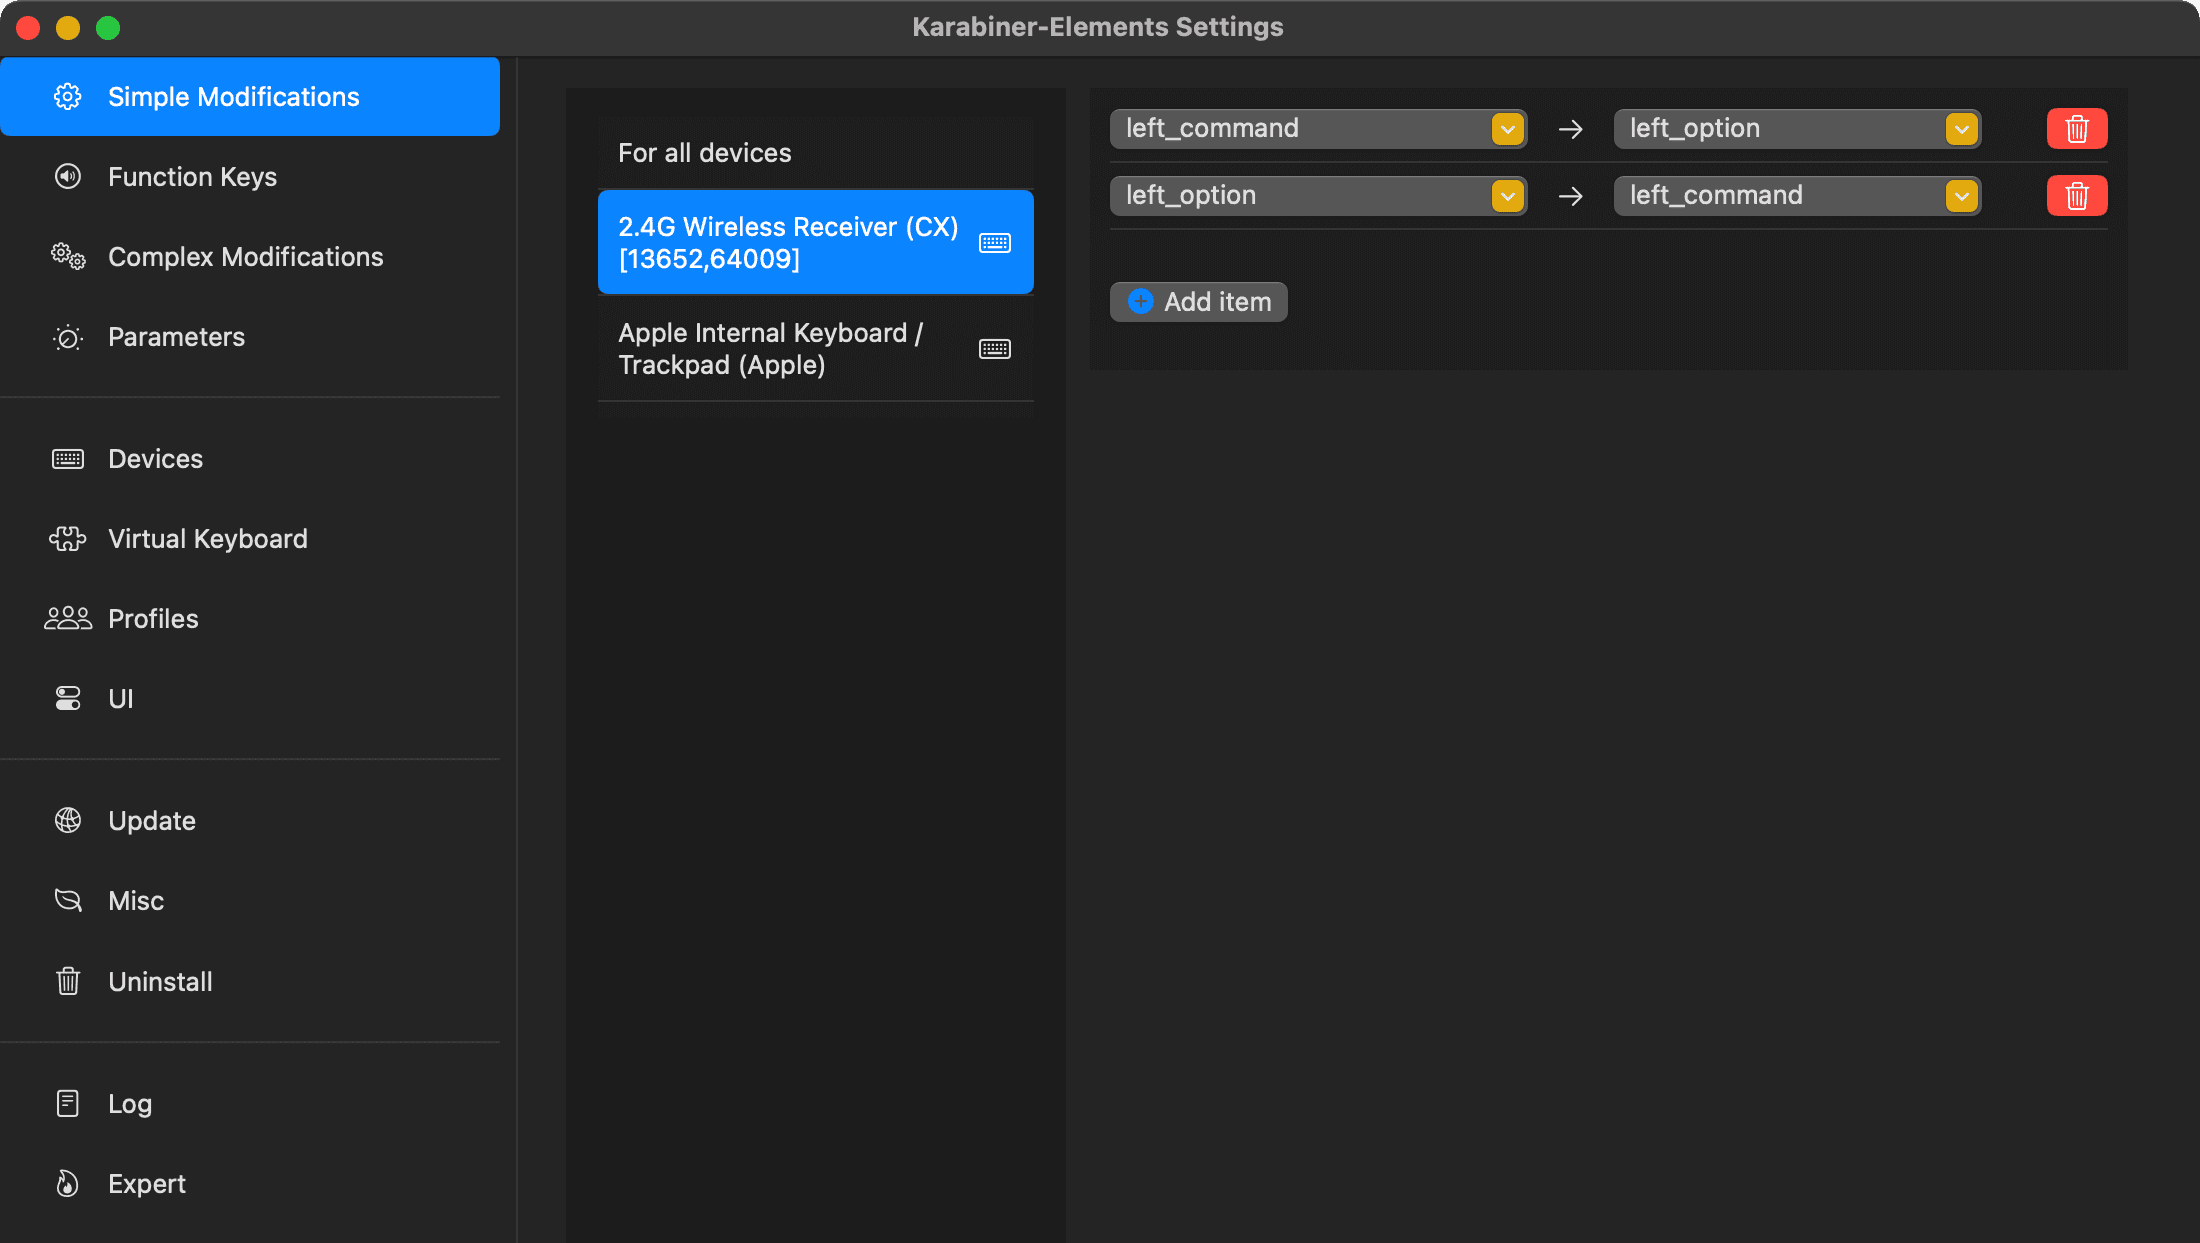 Karabiner-Elements Settings
Simple Modifications
Function Keys
Complex Modifications
Parameters
Devices
Virtual Keyboard
Profiles
UI
Update
Misc
Uninstall
Log
Expert
For all devices
2.4G Wireless Receiver (CX)
[13652,64009]
Apple Internal Keyboard /
Trackpad (Apple)
left_command → left_option
left_option → left_command
Add item